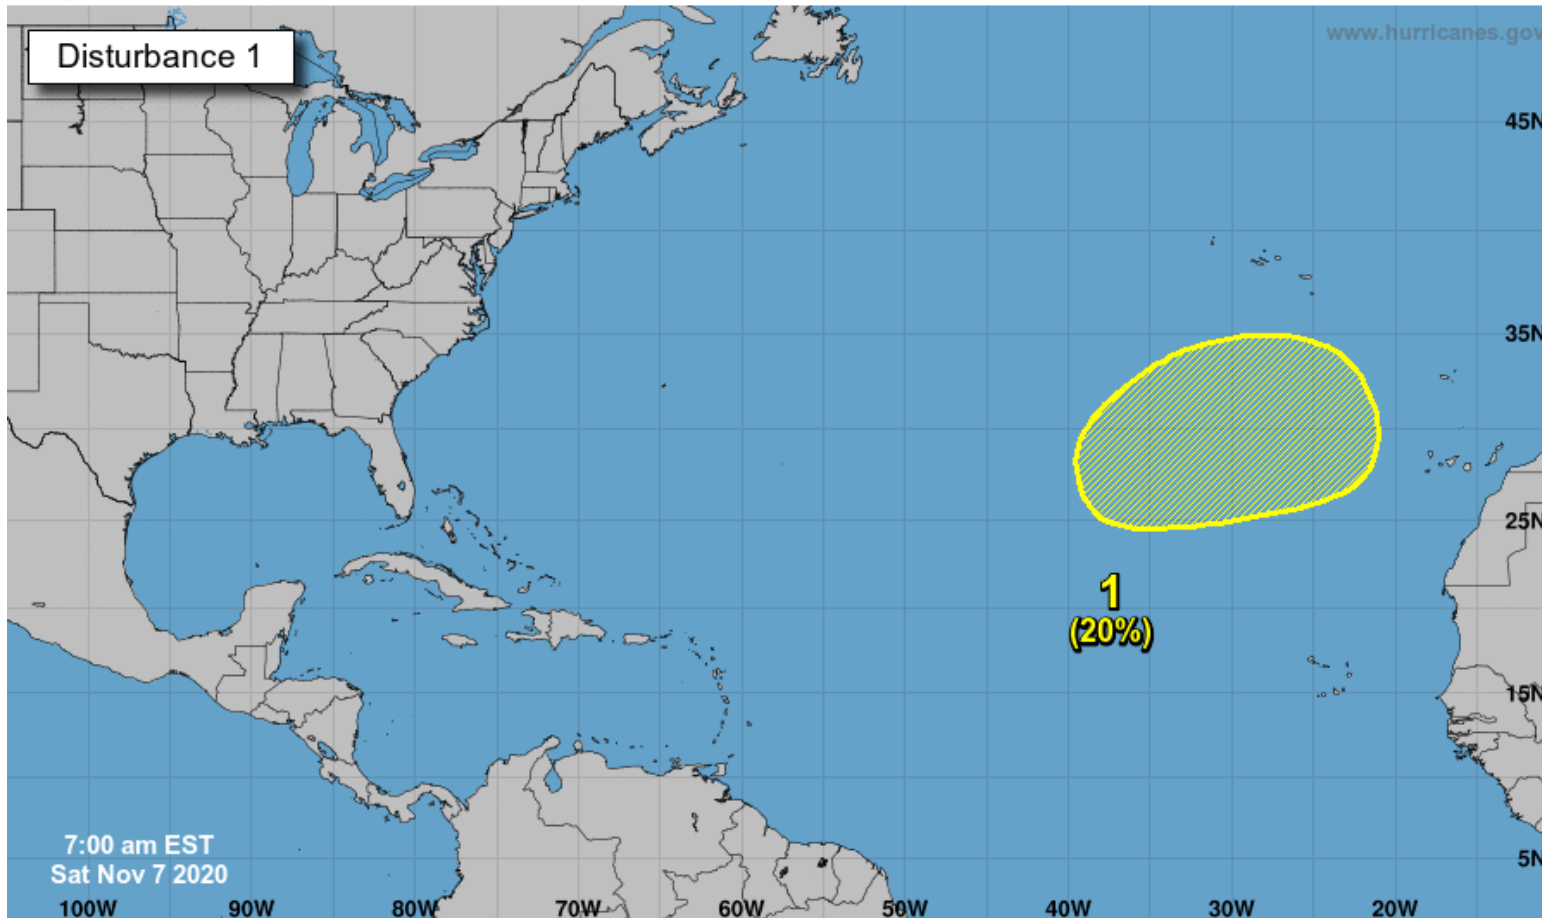 Disturbance 1
www.hurricanes.gov
45N
35N
25N
1
(20%)
15N
7:00 am EST
Sat Nov 7 2020
5N
100W 90W 80W 70W 60W 50W 40W 30W 20W